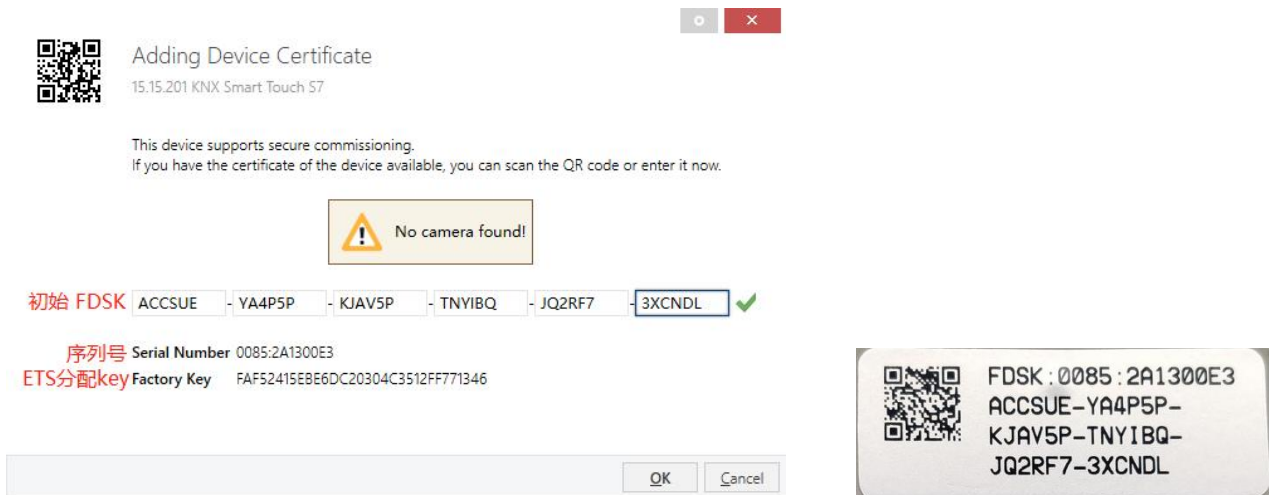 Adding Device Certificate
15.15.201 KNX Smart Touch S7
This device supports secure commissioning.
If you have the certificate of the device available, you can scan the QR code or enter it now.
No camera found!
初始 FDSK ACCSUE - YA4P5P - KJAV5P - TNYIBQ - JQ2RF7 - 3XCNDL
序列号 Serial Number 0085:2A1300E3
ETS分配key Factory Key FAF52415EBE6DC20304C3512FF771346
OK Cancel
FDSK:0085:2A1300E3
ACCSUE-YA4P5P-
KJAV5P-TNYIBQ-
JQ2RF7-3XCNDL